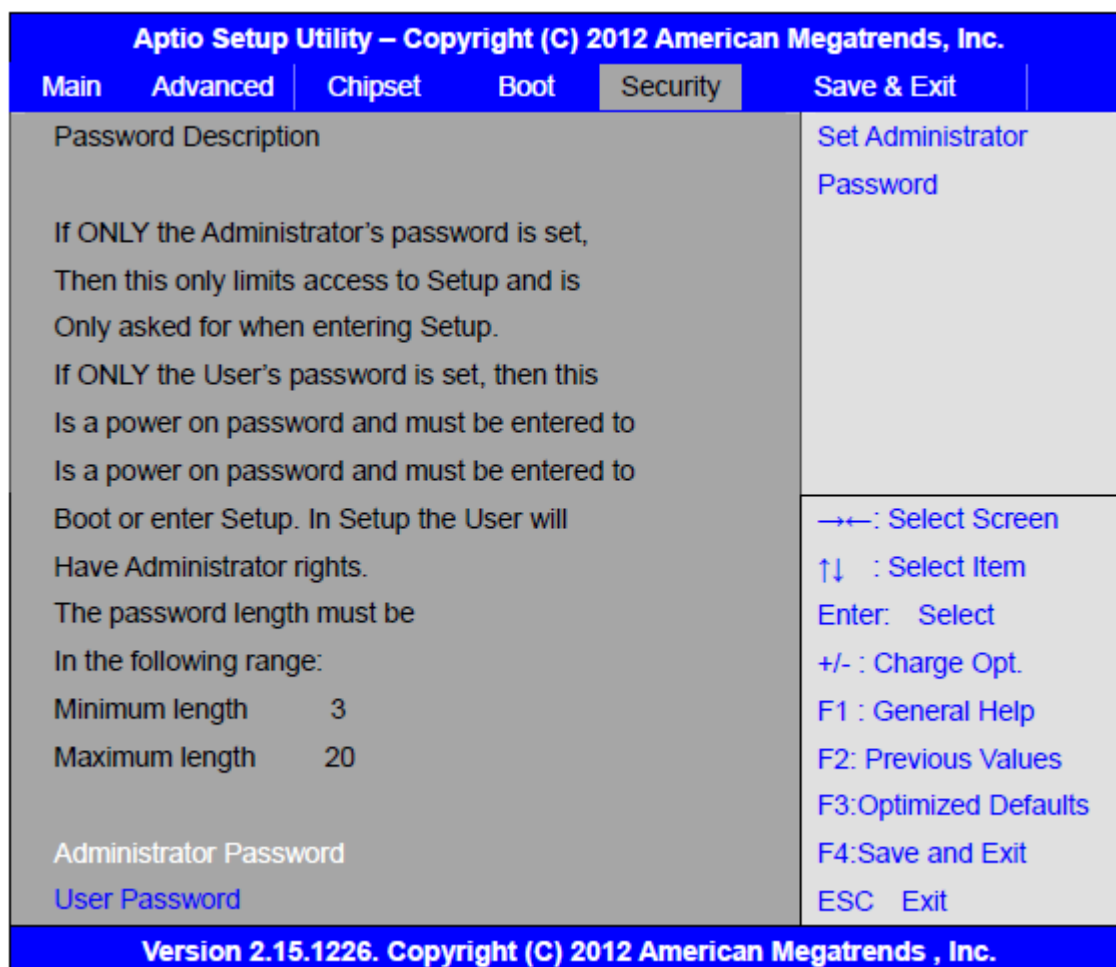 Aptio Setup Utility – Copyright (C) 2012 American Megatrends, Inc.
Main Advanced Chipset Boot Security Save & Exit
Password Description
If ONLY the Administrator’s password is set,
Then this only limits access to Setup and is
Only asked for when entering Setup.
If ONLY the User’s password is set, then this
Is a power on password and must be entered to
Is a power on password and must be entered to
Boot or enter Setup. In Setup the User will
Have Administrator rights.
The password length must be
In the following range:
Minimum length 3
Maximum length 20
Administrator Password
User Password
Set Administrator
Password
→←: Select Screen
↑↓ : Select Item
Enter: Select
+/- : Charge Opt.
F1 : General Help
F2: Previous Values
F3:Optimized Defaults
F4:Save and Exit
ESC Exit
Version 2.15.1226. Copyright (C) 2012 American Megatrends , Inc.